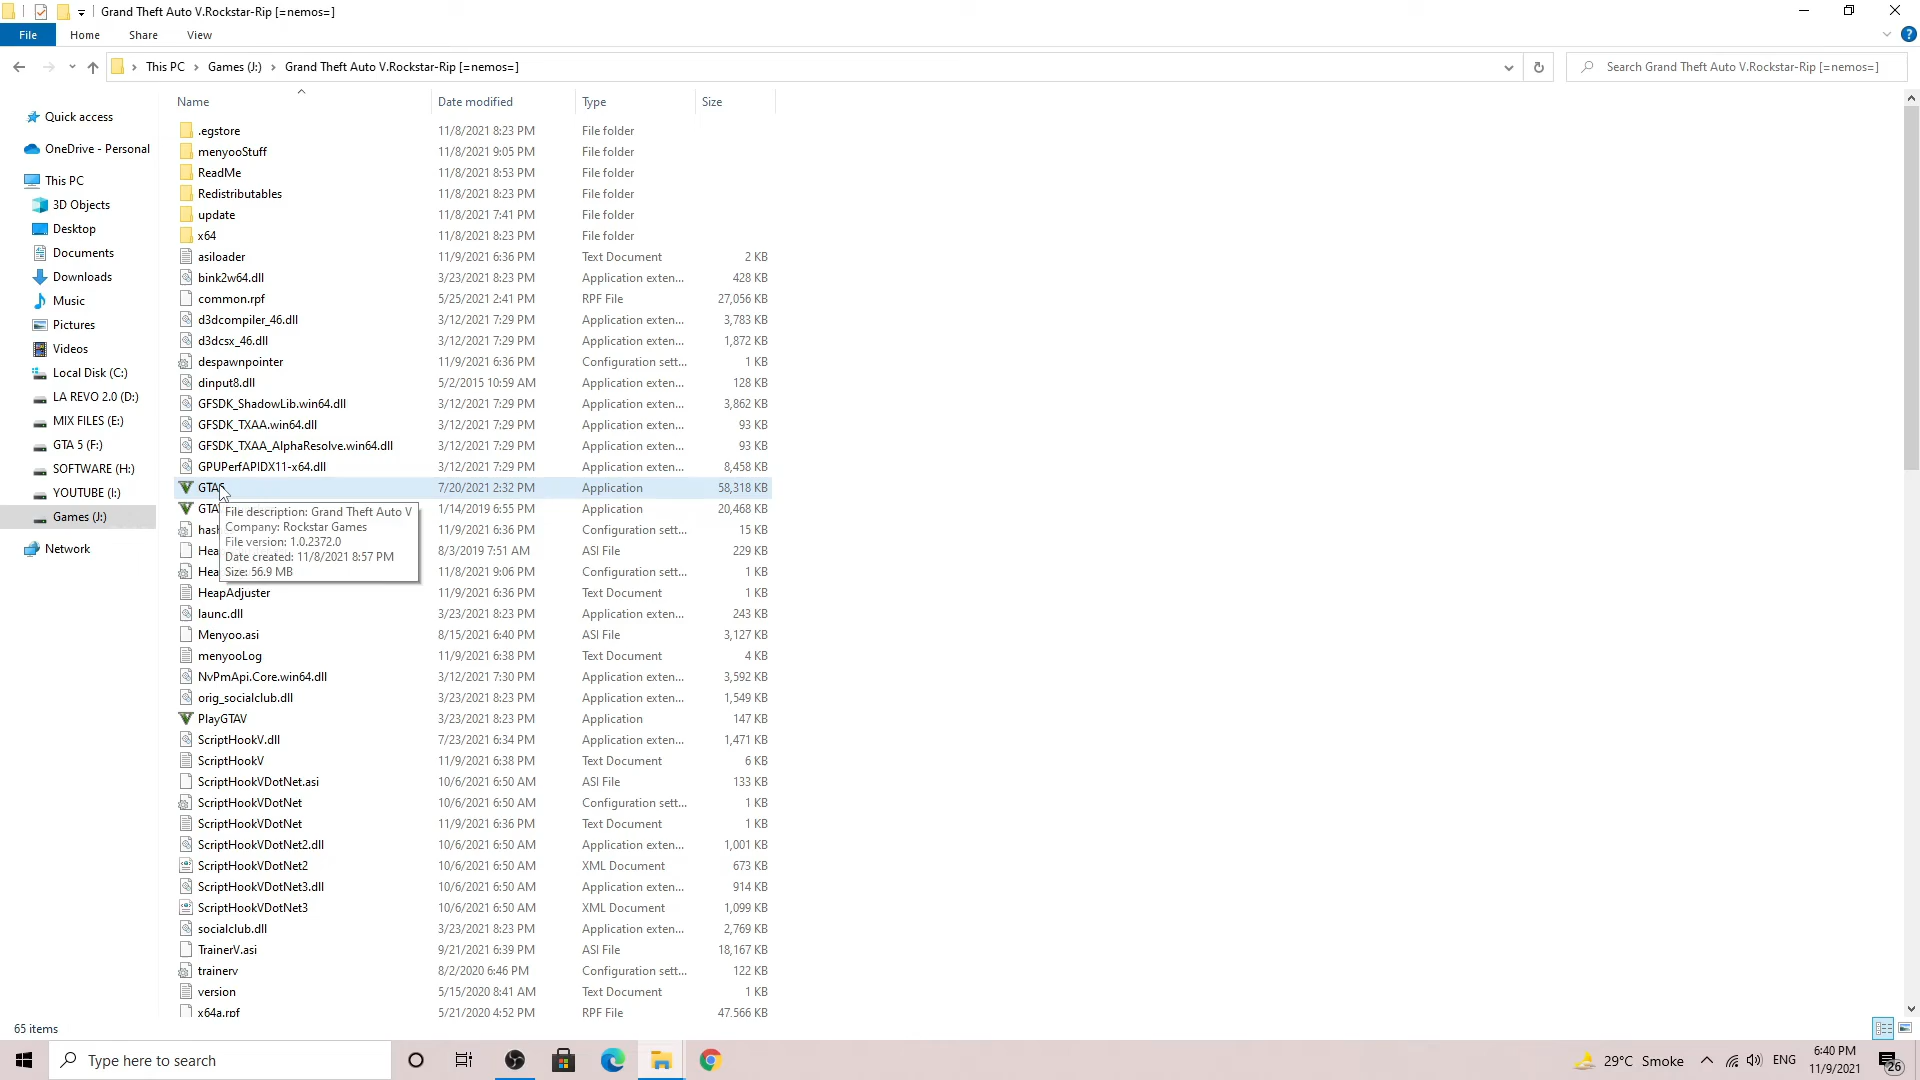 Grand Theft Auto V.Rockstar-Rip [=nemos=]
File Home Share View
This PC Games (J:) Grand Theft Auto V.Rockstar-Rip [=nemos=] Search Grand Theft Auto V.Rockstar-Rip [=nemos=]
Quick access
OneDrive - Personal
This PC
3D Objects
Desktop
Documents
Downloads
Music
Pictures
Videos
Local Disk (C:)
LA REVO 2.0 (D:)
MIX FILES (E:)
GTA 5 (F:)
SOFTWARE (H:)
YOUTUBE (I:)
Games (J:)
Network
Name Date modified Type Size
.egstore 11/8/2021 8:23 PM File folder
menyooStuff 11/8/2021 9:05 PM File folder
ReadMe 11/8/2021 8:53 PM File folder
Redistributables 11/8/2021 8:23 PM File folder
update 11/8/2021 7:41 PM File folder
x64 11/8/2021 8:23 PM File folder
asiloader 11/9/2021 6:36 PM Text Document 2 KB
bink2w64.dll 3/23/2021 8:23 PM Application exten... 428 KB
common.rpf 5/25/2021 2:41 PM RPF File 27,056 KB
d3dcompiler_46.dll 3/12/2021 7:29 PM Application exten... 3,783 KB
d3dcsx_46.dll 3/12/2021 7:29 PM Application exten... 1,872 KB
despawnpointer 11/9/2021 6:36 PM Configuration sett... 1 KB
dinput8.dll 5/2/2015 10:59 AM Application exten... 128 KB
GFSDK_ShadowLib.win64.dll 3/12/2021 7:29 PM Application exten... 3,862 KB
GFSDK_TXAA.win64.dll 3/12/2021 7:29 PM Application exten... 93 KB
GFSDK_TXAA_AlphaResolve.win64.dll 3/12/2021 7:29 PM Application exten... 93 KB
GPUPerfAPIDX11-x64.dll 3/12/2021 7:29 PM Application exten... 8,458 KB
GTA5 7/20/2021 2:32 PM Application 58,318 KB
1/14/2019 6:55 PM Application 20,468 KB
11/9/2021 6:36 PM Configuration sett... 15 KB
8/3/2019 7:51 AM ASI File 229 KB
11/8/2021 9:06 PM Configuration sett... 1 KB
File description: Grand Theft Auto V
Company: Rockstar Games
File version: 1.0.2372.0
Date created: 11/8/2021 8:57 PM
Size: 56.9 MB
HeapAdjuster 11/9/2021 6:36 PM Text Document 1 KB
launc.dll 3/23/2021 8:23 PM Application exten... 243 KB
Menyoo.asi 8/15/2021 6:40 PM ASI File 3,127 KB
menyooLog 11/9/2021 6:38 PM Text Document 4 KB
NvPmApi.Core.win64.dll 3/12/2021 7:30 PM Application exten... 3,592 KB
orig_socialclub.dll 3/23/2021 8:23 PM Application exten... 1,549 KB
PlayGTAV 3/23/2021 8:23 PM Application 147 KB
ScriptHookV.dll 7/23/2021 6:34 PM Application exten... 1,471 KB
ScriptHookV 11/9/2021 6:38 PM Text Document 6 KB
ScriptHookVDotNet.asi 10/6/2021 6:50 AM ASI File 133 KB
ScriptHookVDotNet 10/6/2021 6:50 AM Configuration sett... 1 KB
ScriptHookVDotNet 11/9/2021 6:36 PM Text Document 1 KB
ScriptHookVDotNet2.dll 10/6/2021 6:50 AM Application exten... 1,001 KB
ScriptHookVDotNet2 10/6/2021 6:50 AM XML Document 673 KB
ScriptHookVDotNet3.dll 10/6/2021 6:50 AM Application exten... 914 KB
ScriptHookVDotNet3 10/6/2021 6:50 AM XML Document 1,099 KB
socialclub.dll 3/23/2021 8:23 PM Application exten... 2,769 KB
TrainerV.asi 9/21/2021 6:39 PM ASI File 18,167 KB
trainerv 8/2/2020 6:46 PM Configuration sett... 122 KB
version 5/15/2020 8:41 AM Text Document 1 KB
x64a.rpf 5/21/2020 4:52 PM RPF File 47,566 KB
65 items
Type here to search
29°C Smoke ENG 6:40 PM
11/9/2021
26